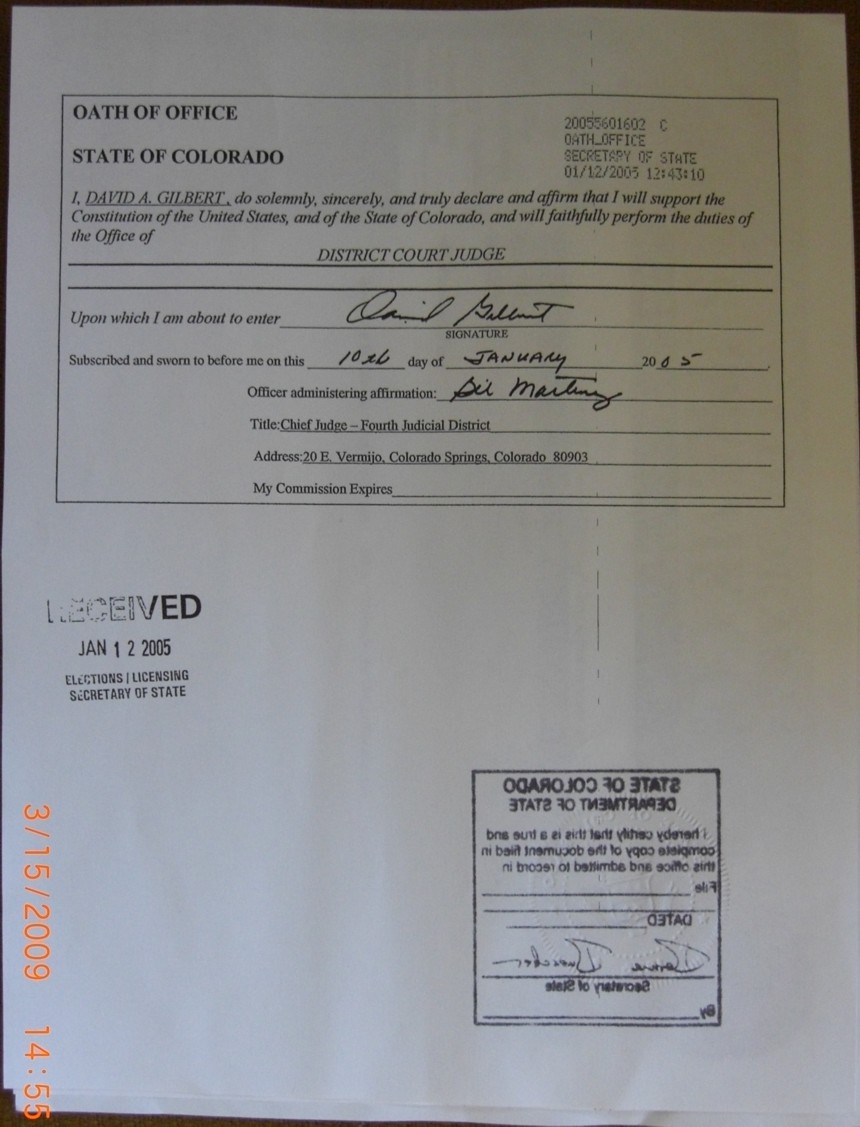 OATH OF OFFICE
20055601602 C
OATH_OFFICE
STATE OF COLORADO
SECRETARY OF STATE
01/12/2005 12:43:10
I, DAVID A. GILBERT, do solemnly, sincerely, and truly declare and affirm that I will support the
Constitution of the United States, and of the State of Colorado, and will faithfully perform the duties of
the Office of
DISTRICT COURT JUDGE
Upon which I am about to enter David Gilbert
SIGNATURE
Subscribed and sworn to before me on this 10th day of JANUARY 2005.
Officer administering affirmation: Gil Martinez
Title:Chief Judge – Fourth Judicial District
Address:20 E. Vermijo, Colorado Springs, Colorado 80903
My Commission Expires
RECEIVED
JAN 12 2005
ELECTIONS | LICENSING
SECRETARY OF STATE
STATE OF COLORADO
DEPARTMENT OF STATE
I hereby certify that this is a true and
complete copy of the document filed in
this office and admitted to record in
File
DATED
Secretary of State
By
3/15/2009 14:55